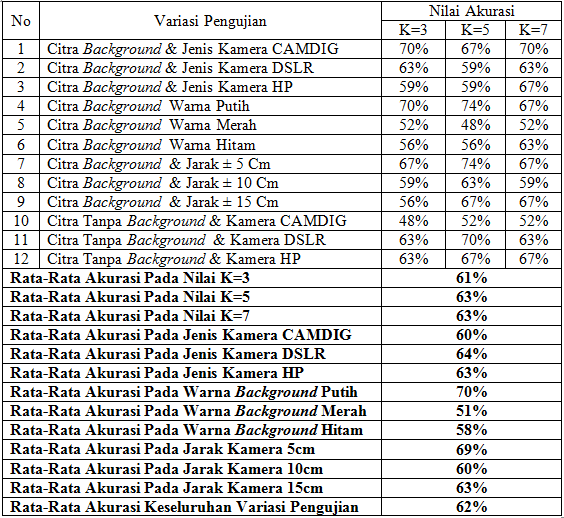 No Variasi Pengujian Nilai Akurasi
K=3 K=5 K=7
1 Citra Background & Jenis Kamera CAMDIG 70% 67% 70%
2 Citra Background & Jenis Kamera DSLR 63% 59% 63%
3 Citra Background & Jenis Kamera HP 59% 59% 67%
4 Citra Background Warna Putih 70% 74% 67%
5 Citra Background Warna Merah 52% 48% 52%
6 Citra Background Warna Hitam 56% 56% 63%
7 Citra Background & Jarak ± 5 Cm 67% 74% 67%
8 Citra Background & Jarak ± 10 Cm 59% 63% 59%
9 Citra Background & Jarak ± 15 Cm 56% 67% 67%
10 Citra Tanpa Background & Kamera CAMDIG 48% 52% 52%
11 Citra Tanpa Background & Kamera DSLR 63% 70% 63%
12 Citra Tanpa Background & Kamera HP 63% 67% 67%
Rata-Rata Akurasi Pada Nilai K=3 61%
Rata-Rata Akurasi Pada Nilai K=5 63%
Rata-Rata Akurasi Pada Nilai K=7 63%
Rata-Rata Akurasi Pada Jenis Kamera CAMDIG 60%
Rata-Rata Akurasi Pada Jenis Kamera DSLR 64%
Rata-Rata Akurasi Pada Jenis Kamera HP 63%
Rata-Rata Akurasi Pada Warna Background Putih 70%
Rata-Rata Akurasi Pada Warna Background Merah 51%
Rata-Rata Akurasi Pada Warna Background Hitam 58%
Rata-Rata Akurasi Pada Jarak Kamera 5cm 69%
Rata-Rata Akurasi Pada Jarak Kamera 10cm 60%
Rata-Rata Akurasi Pada Jarak Kamera 15cm 63%
Rata-Rata Akurasi Keseluruhan Variasi Pengujian 62%